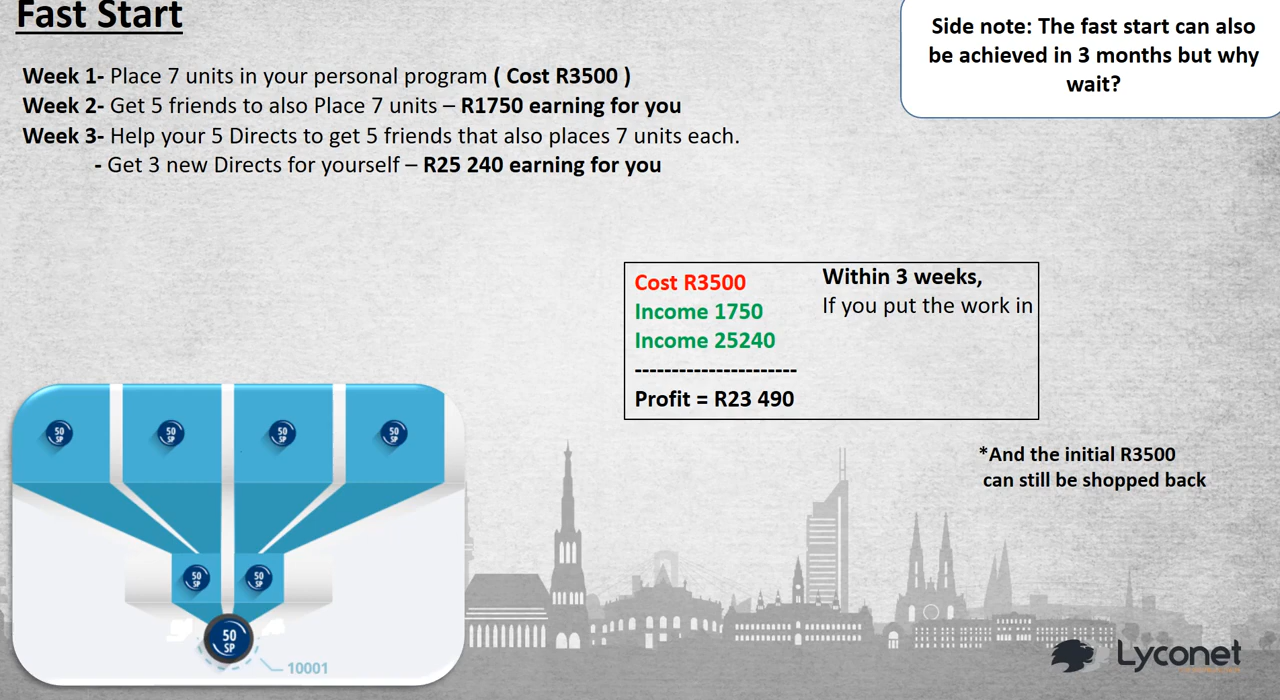 Fast Start
Side note: The fast start can also
be achieved in 3 months but why
wait?
Week 1- Place 7 units in your personal program ( Cost R3500 )
Week 2- Get 5 friends to also Place 7 units – R1750 earning for you
Week 3- Help your 5 Directs to get 5 friends that also places 7 units each.
- Get 3 new Directs for yourself – R25 240 earning for you
Cost R3500
Income 1750
Income 25240
----------------------
Profit = R23 490
Within 3 weeks,
If you put the work in
*And the initial R3500
can still be shopped back
50
SP
50
SP
50
SP
50
SP
50
SP
50
SP
50
SP
10001
Lyconet